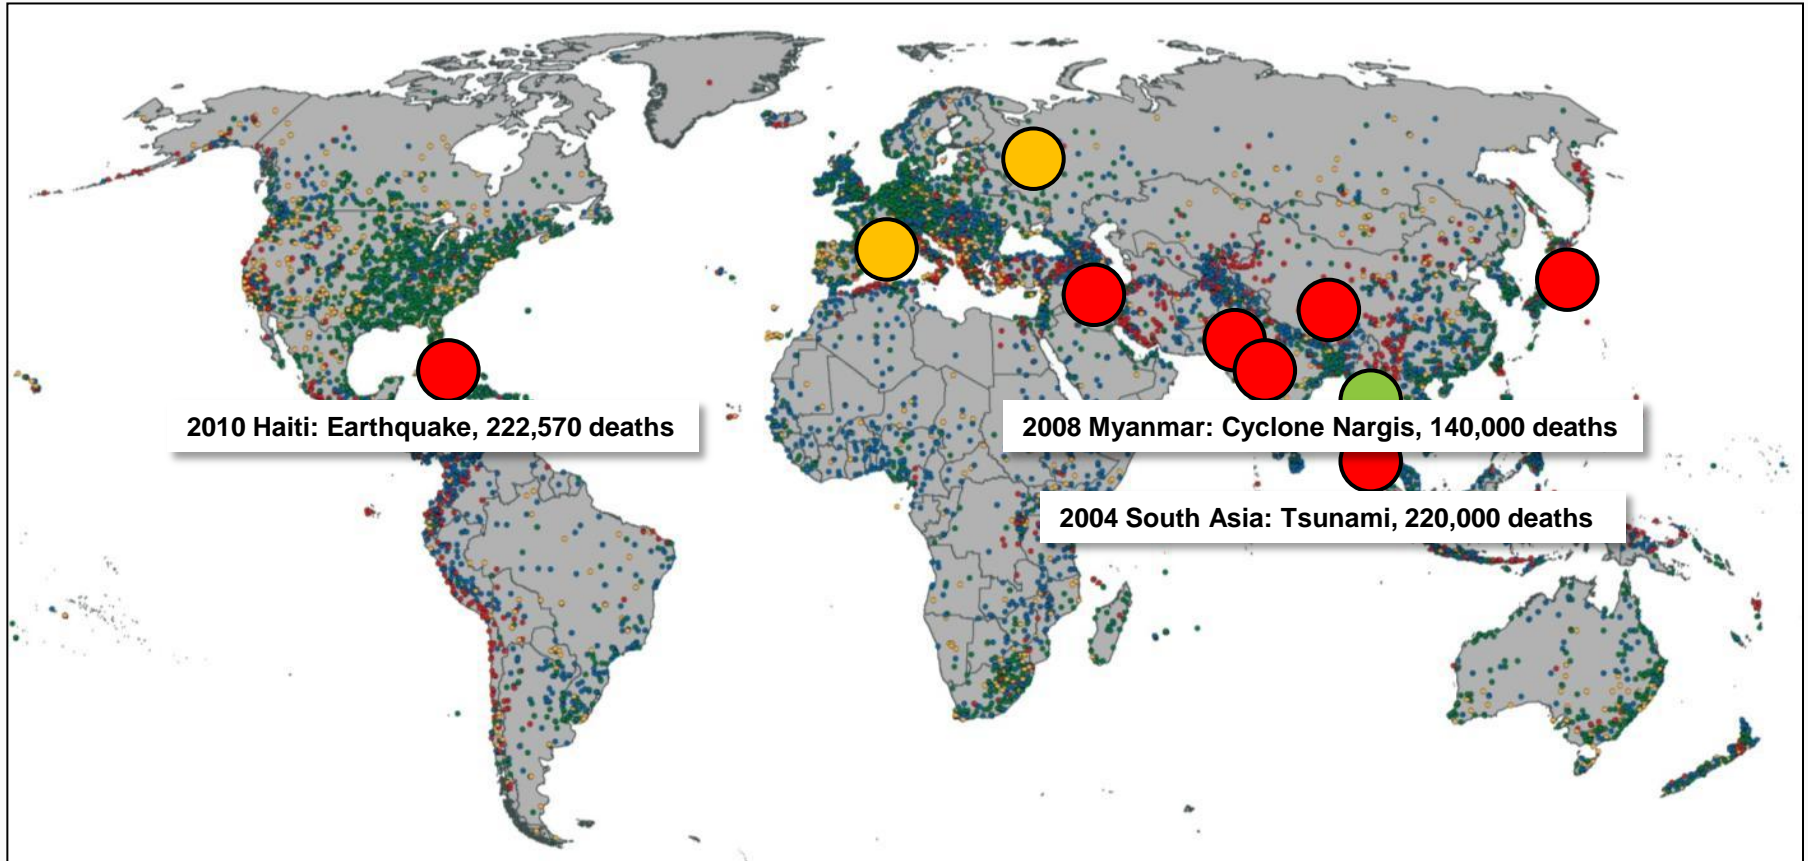 2010 Haiti: Earthquake, 222,570 deaths
2008 Myanmar: Cyclone Nargis, 140,000 deaths
2004 South Asia: Tsunami, 220,000 deaths